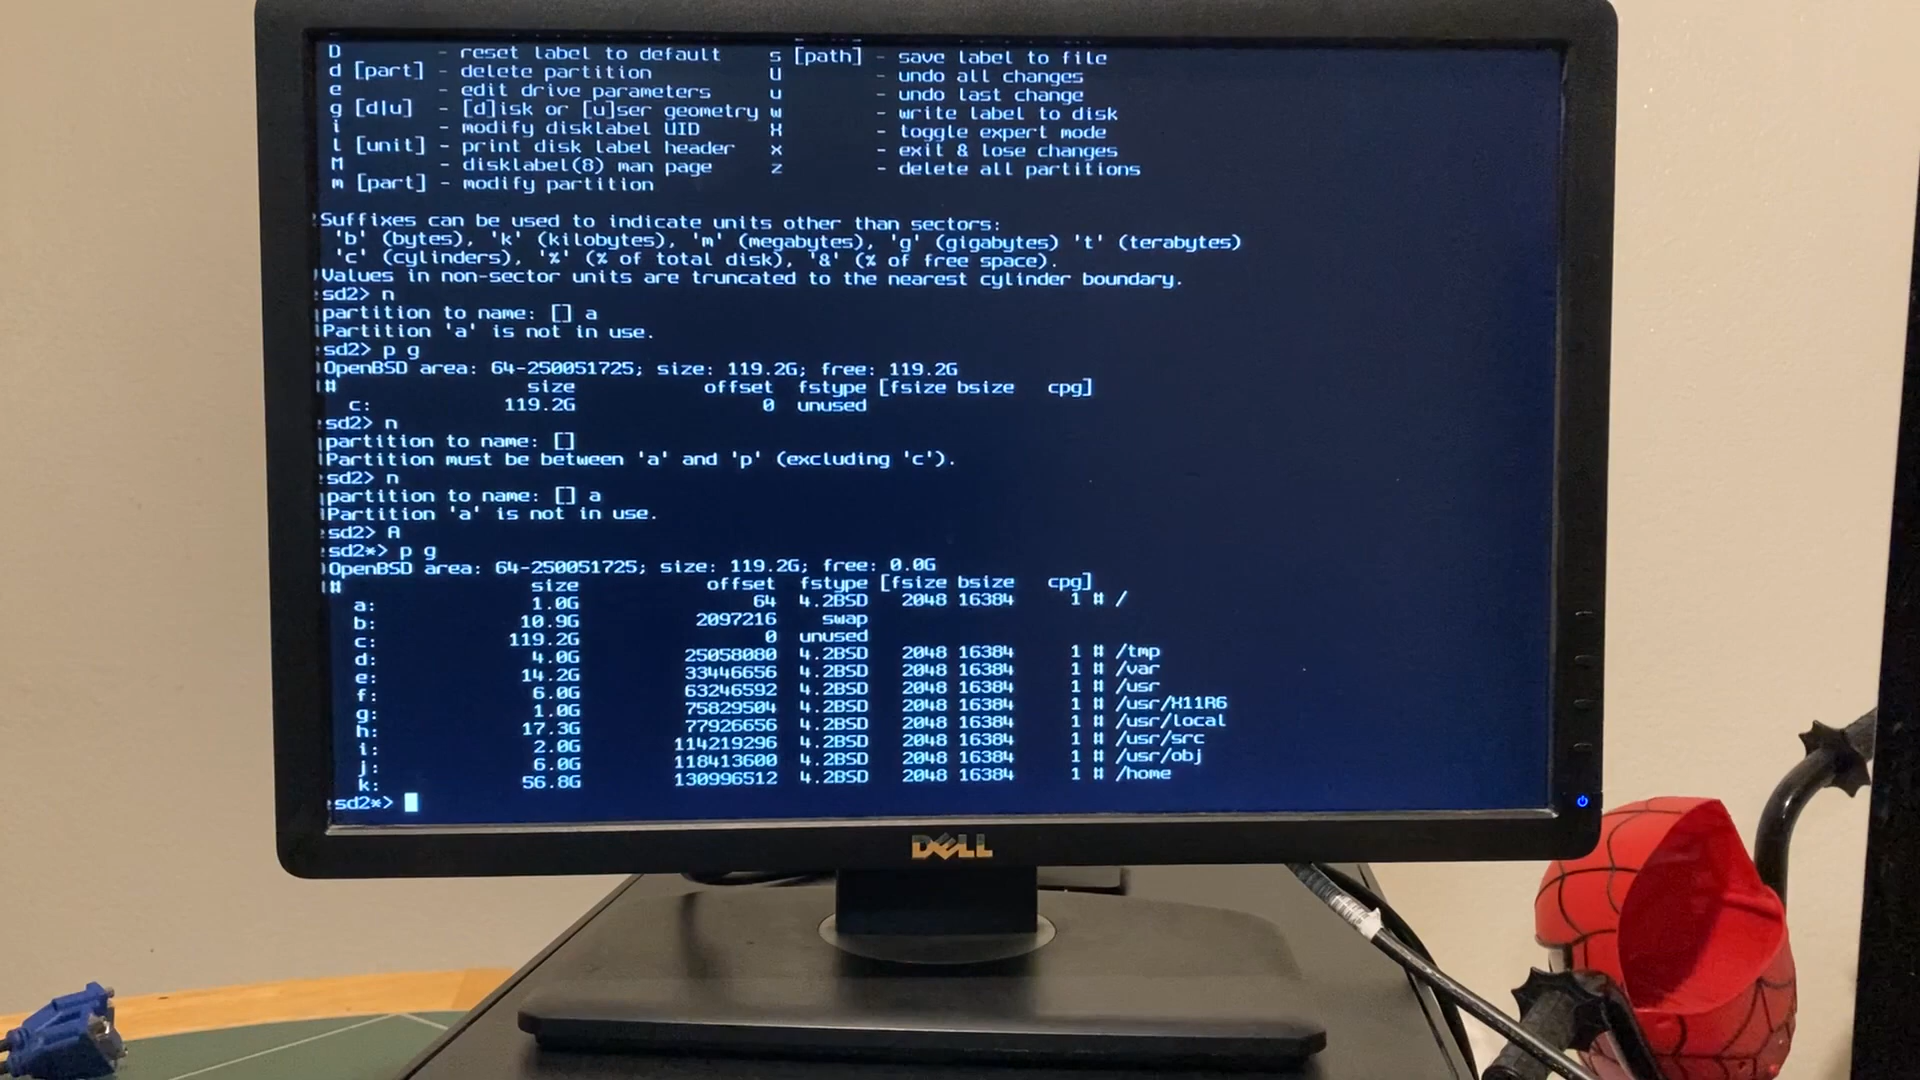 D         - reset label to default    s [path] - save label to file
d [part] - delete partition          U        - undo all changes
e         - edit drive parameters     u        - undo last change
g [d|u]  - [d]isk or [u]ser geometry w        - write label to disk
i         - modify disklabel UID      X        - toggle expert mode
l [unit] - print disk label header   x        - exit & lose changes
M         - disklabel(8) man page     z        - delete all partitions
m [part] - modify partition
Suffixes can be used to indicate units other than sectors:
'b' (bytes), 'k' (kilobytes), 'm' (megabytes), 'g' (gigabytes) 't' (terabytes)
'c' (cylinders), '%' (% of total disk), '&' (% of free space).
Values in non-sector units are truncated to the nearest cylinder boundary.
sd2> n
partition to name: [] a
Partition 'a' is not in use.
sd2> p g
OpenBSD area: 64-250051725; size: 119.2G; free: 119.2G
#                size           offset  fstype [fsize bsize   cpg]
c:           119.2G                0  unused
sd2> n
partition to name: []
Partition must be between 'a' and 'p' (excluding 'c').
sd2> n
partition to name: [] a
Partition 'a' is not in use.
sd2> A
sd2*> p g
OpenBSD area: 64-250051725; size: 119.2G; free: 0.0G
#                size           offset  fstype [fsize bsize   cpg]
a:             1.0G               64  4.2BSD   2048 16384     1 # /
b:            10.9G          2097216    swap
c:           119.2G                0  unused
d:             4.0G         25058080  4.2BSD   2048 16384     1 # /tmp
e:            14.2G         33446656  4.2BSD   2048 16384     1 # /var
f:             6.0G         63246592  4.2BSD   2048 16384     1 # /usr
g:             1.0G         75829504  4.2BSD   2048 16384     1 # /usr/X11R6
h:            17.3G         77926656  4.2BSD   2048 16384     1 # /usr/local
i:             2.0G        114219296  4.2BSD   2048 16384     1 # /usr/src
j:             6.0G        118413600  4.2BSD   2048 16384     1 # /usr/obj
k:            56.8G        130996512  4.2BSD   2048 16384     1 # /home
sd2*>
DELL